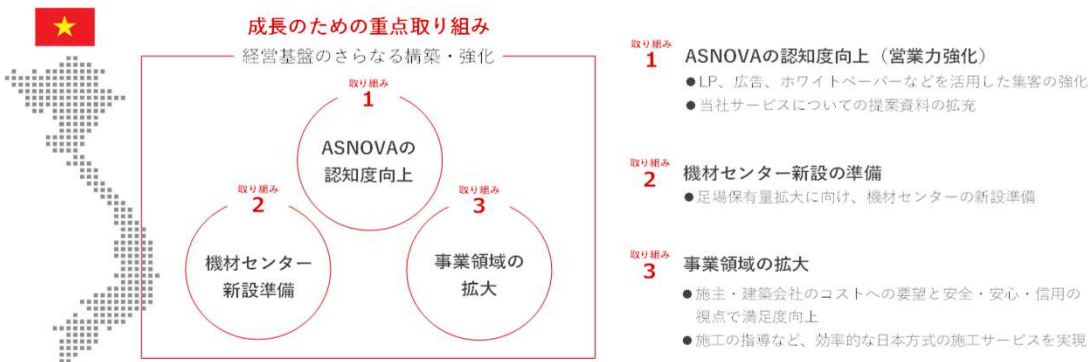 成長のための重点取り組み
経営基盤のさらなる構築・強化
取り組み
1
ASNOVAの
認知度向上
取り組み
2
機材センター
新設準備
取り組み
3
事業領域の
拡大
取り組み
1
ASNOVAの認知度向上（営業力強化）
●LP、広告、ホワイトペーパーなどを活用した集客の強化
●当社サービスについての提案資料の拡充
取り組み
2
機材センター新設の準備
●足場保有量拡大に向け、機材センターの新設準備
取り組み
3
事業領域の拡大
●施主・建築会社のコストへの要望と安全・安心・信用の
視点で満足度向上
●施工の指導など、効率的な日本方式の施工サービスを実現